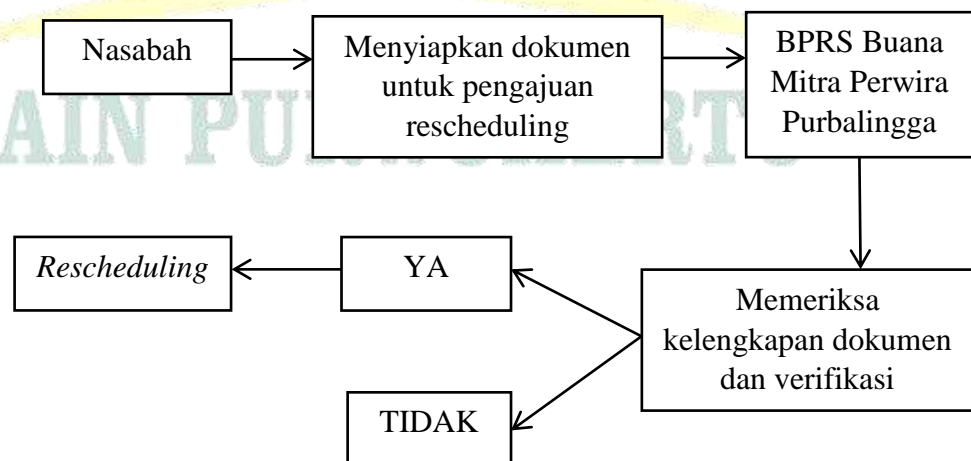 Nasabah
Menyiapkan dokumen
untuk pengajuan
rescheduling
BPRS Buana
Mitra Perwira
Purbalingga
Memeriksa
kelengkapan dokumen
dan verifikasi
YA
Rescheduling
TIDAK